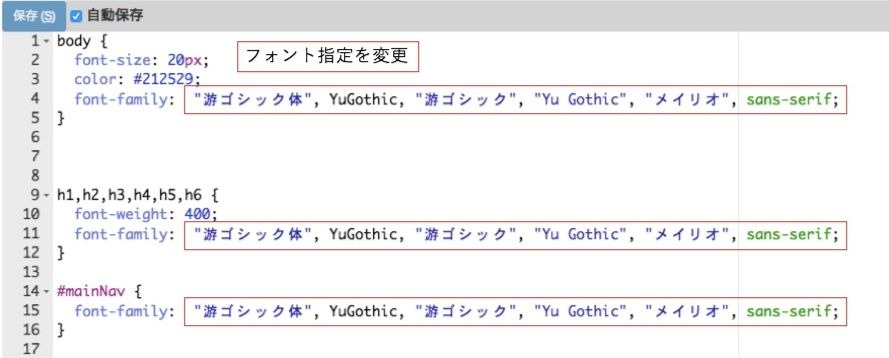 保存 (S) 自動保存
1 body {
2 font-size: 20px; フォント指定を変更
3 color: #212529;
4 font-family: "游ゴシック体", YuGothic, "游ゴシック", "Yu Gothic", "メイリオ", sans-serif;
5 }
6
7
8
9 h1,h2,h3,h4,h5,h6 {
10 font-weight: 400;
11 font-family: "游ゴシック体", YuGothic, "游ゴシック", "Yu Gothic", "メイリオ", sans-serif;
12 }
13
14 #mainNav {
15 font-family: "游ゴシック体", YuGothic, "游ゴシック", "Yu Gothic", "メイリオ", sans-serif;
16 }
17